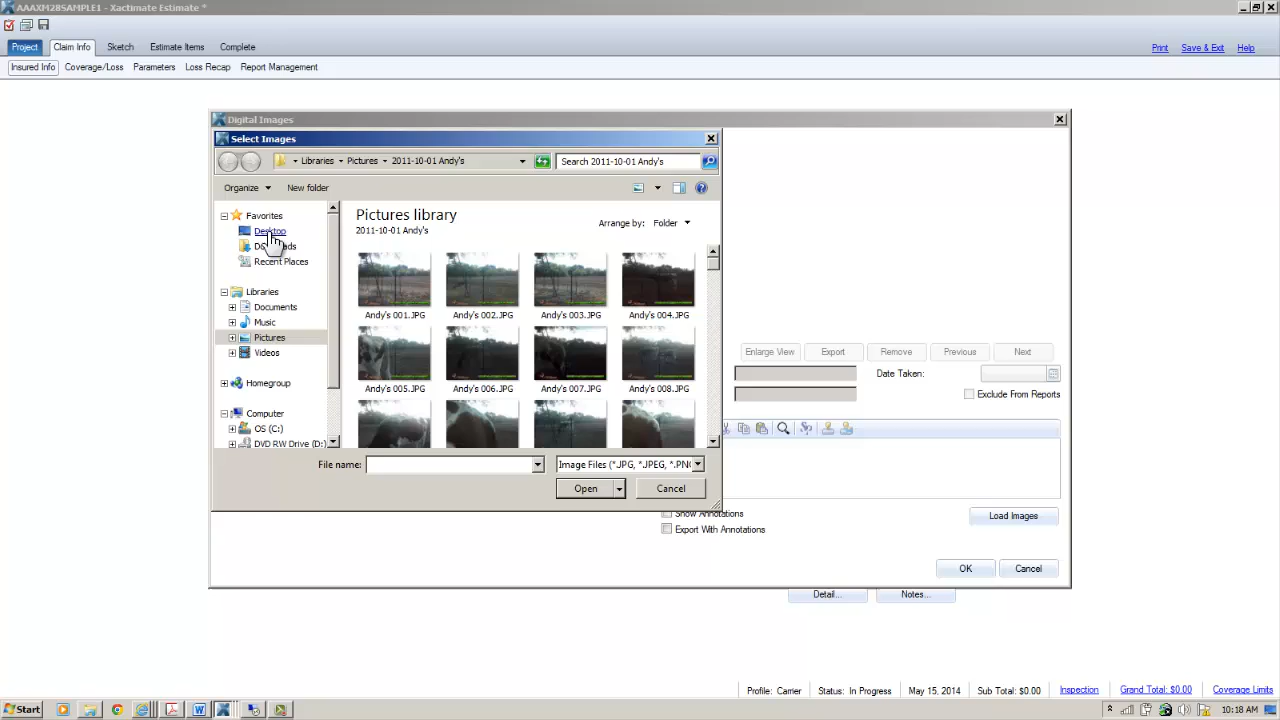 AAAXM28SAMPLE1 - Xactimate Estimate *
Project Claim Info Sketch Estimate Items Complete
Print Save & Exit Help
Insured Info Coverage/Loss Parameters Loss Recap Report Management
Digital Images
Select Images
Libraries Pictures 2011-10-01 Andy's
Search 2011-10-01 Andy's
Organize New folder
Favorites
Desktop
Recent Places
Libraries
Documents
Music
Pictures
Videos
Homegroup
Computer
OS (C:)
DVD RW Drive (D:)
Pictures library
2011-10-01 Andy's
Arrange by: Folder
Andy's 001.JPG Andy's 002.JPG Andy's 003.JPG Andy's 004.JPG
Andy's 005.JPG Andy's 006.JPG Andy's 007.JPG Andy's 008.JPG
File name:
Image Files (*.JPG, *.JPEG, *.PN
Open Cancel
Enlarge View Export Remove Previous Next
Date Taken:
Exclude From Reports
Show Annotations
Export With Annotations
Load Images
OK Cancel
Detail... Notes...
Profile: Carrier Status: In Progress May 15, 2014 Sub Total: $0.00 Inspection Grand Total: $0.00 Coverage Limits
Start
10:18 AM